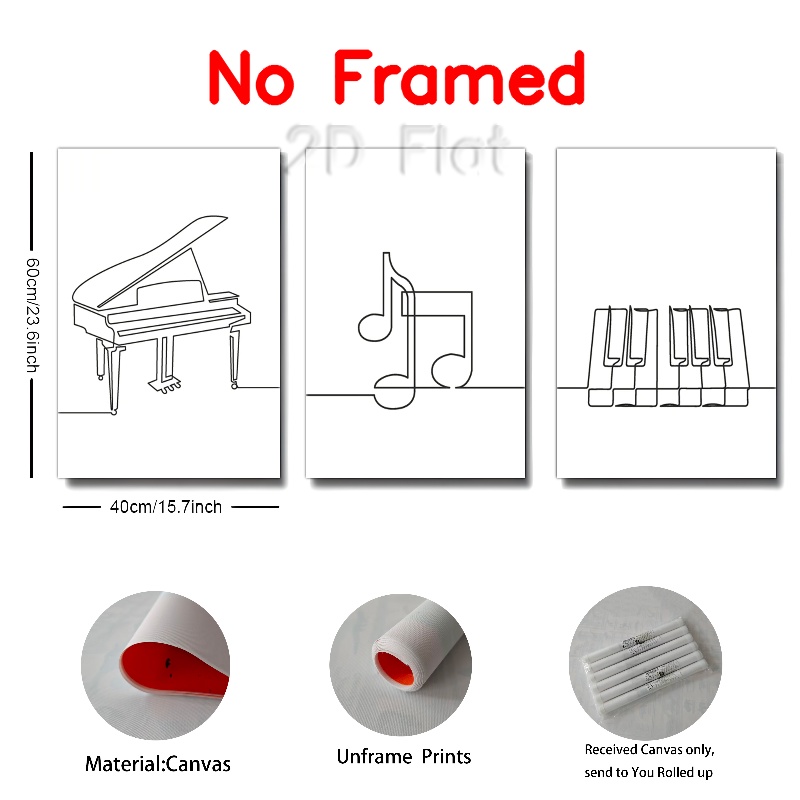 No Framed
2D Flat
60cm/23.6inch
40cm/15.7inch
Material:Canvas
Unframe Prints
Received Canvas only,
send to You Rolled up